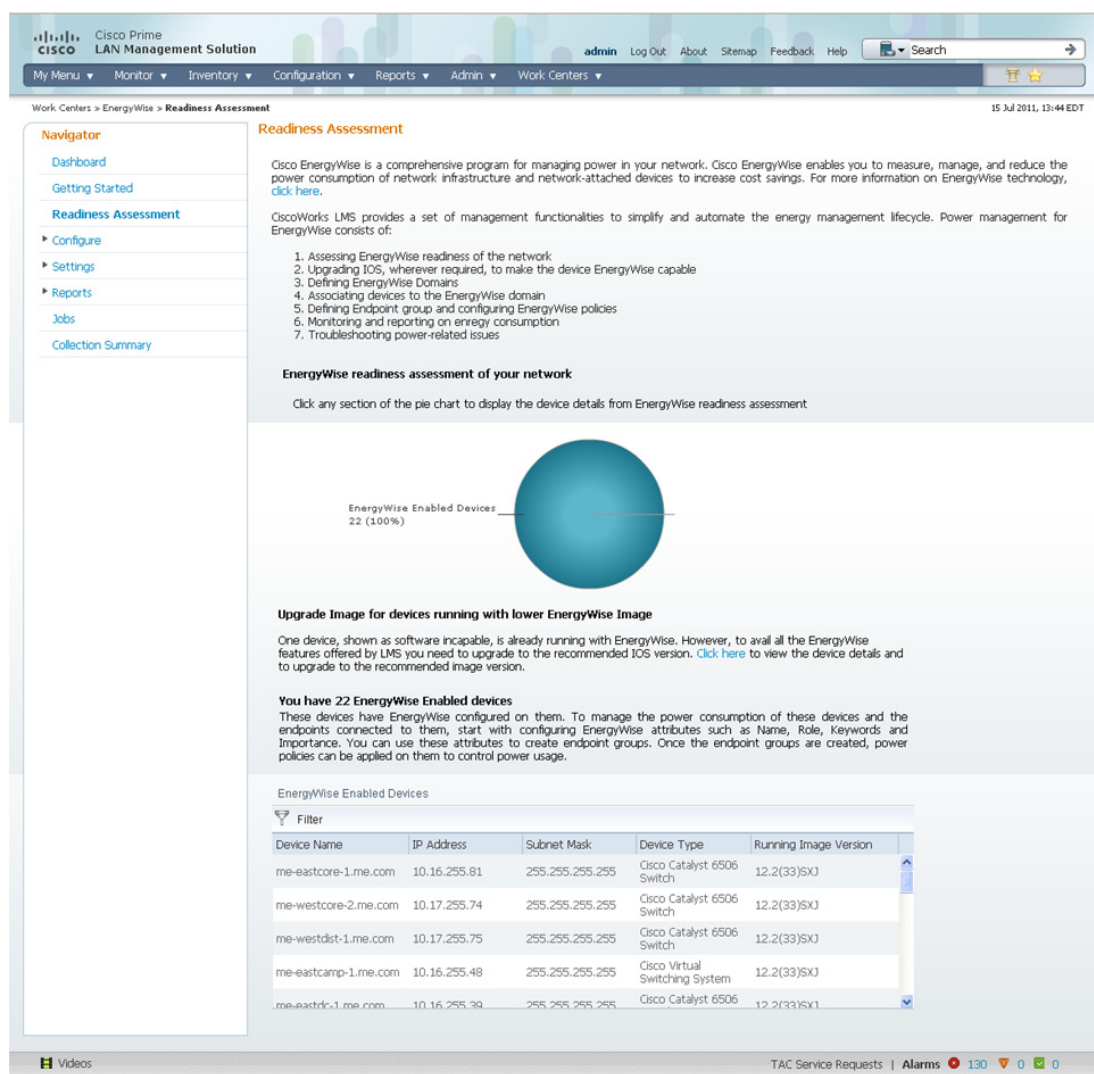 Cisco Prime
CISCO LAN Management Solution
admin Log Out About Sitemap Feedback Help Search
My Menu Monitor Inventory Configuration Reports Admin Work Centers
Work Centers > EnergyWise > Readiness Assessment
15 Jul 2011, 13:44 EDT
Navigator
Dashboard
Getting Started
Readiness Assessment
Configure
Settings
Reports
Jobs
Collection Summary
Readiness Assessment
Cisco EnergyWise is a comprehensive program for managing power in your network. Cisco EnergyWise enables you to measure, manage, and reduce the
power consumption of network infrastructure and network-attached devices to increase cost savings. For more information on EnergyWise technology,
click here.
CiscoWorks LMS provides a set of management functionalities to simplify and automate the energy management lifecycle. Power management for
EnergyWise consists of:
1. Assessing EnergyWise readiness of the network
2. Upgrading IOS, wherever required, to make the device EnergyWise capable
3. Defining EnergyWise Domains
4. Associating devices to the EnergyWise domain
5. Defining Endpoint group and configuring EnergyWise policies
6. Monitoring and reporting on enregy consumption
7. Troubleshooting power-related issues
EnergyWise readiness assessment of your network
Click any section of the pie chart to display the device details from EnergyWise readiness assessment
EnergyWise Enabled Devices
22 (100%)
Upgrade Image for devices running with lower EnergyWise Image
One device, shown as software incapable, is already running with EnergyWise. However, to avail all the EnergyWise
features offered by LMS you need to upgrade to the recommended IOS version. Click here to view the device details and
to upgrade to the recommended image version.
You have 22 EnergyWise Enabled devices
These devices have EnergyWise configured on them. To manage the power consumption of these devices and the
endpoints connected to them, start with configuring EnergyWise attributes such as Name, Role, Keywords and
Importance. You can use these attributes to create endpoint groups. Once the endpoint groups are created, power
policies can be applied on them to control power usage.
EnergyWise Enabled Devices
Filter
Device Name IP Address Subnet Mask Device Type Running Image Version
me-eastcore-1.me.com 10.16.255.81 255.255.255.255 Cisco Catalyst 6506 Switch 12.2(33)SXJ
me-westcore-2.me.com 10.17.255.74 255.255.255.255 Cisco Catalyst 6506 Switch 12.2(33)SXJ
me-westdist-1.me.com 10.17.255.75 255.255.255.255 Cisco Catalyst 6506 Switch 12.2(33)SXJ
me-eastcamp-1.me.com 10.16.255.48 255.255.255.255 Cisco Virtual Switching System 12.2(33)SXJ
me-eastdc-1.me.com 10.16.255.39 255.255.255.255 Cisco Catalyst 6506 12.2(33)SXJ
Videos
TAC Service Requests | Alarms 130 0 0